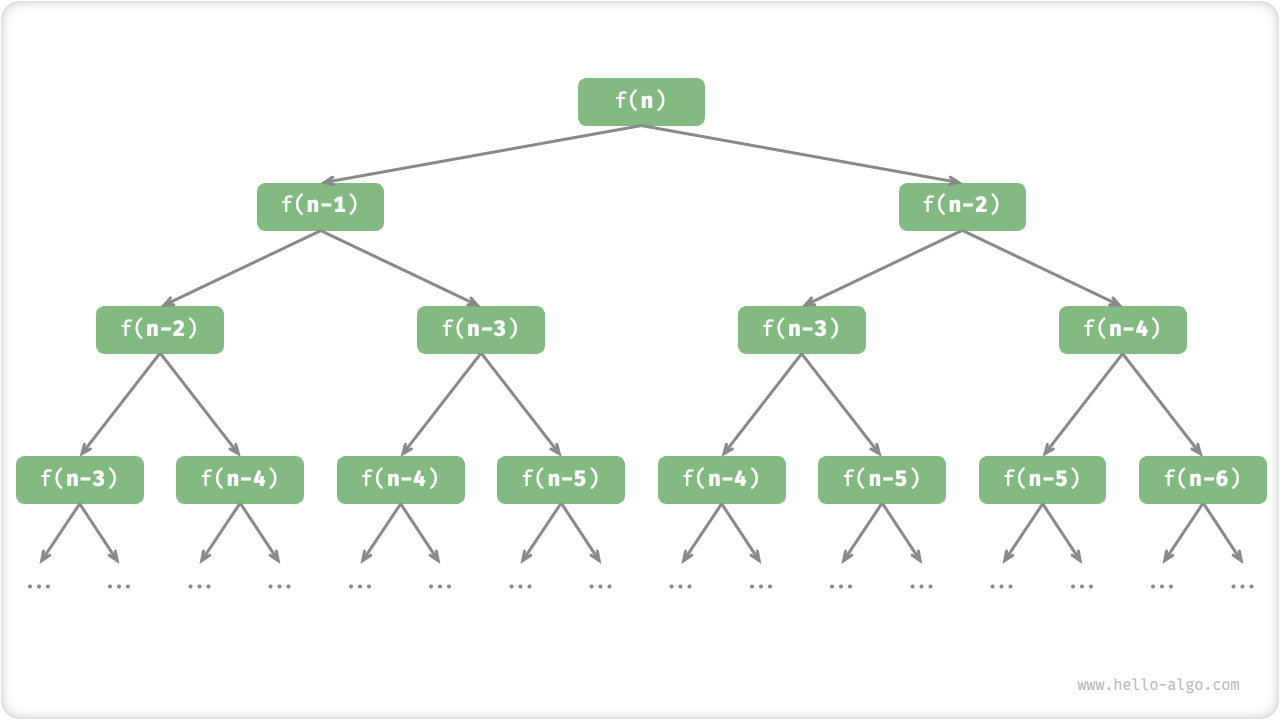 f(n)
f(n-1) f(n-2)
f(n-2) f(n-3) f(n-3) f(n-4)
f(n-3) f(n-4) f(n-4) f(n-5) f(n-4) f(n-5) f(n-5) f(n-6)
... ... ... ... ... ... ... ... ... ... ... ... ... ... ... ...
www.hello-algo.com